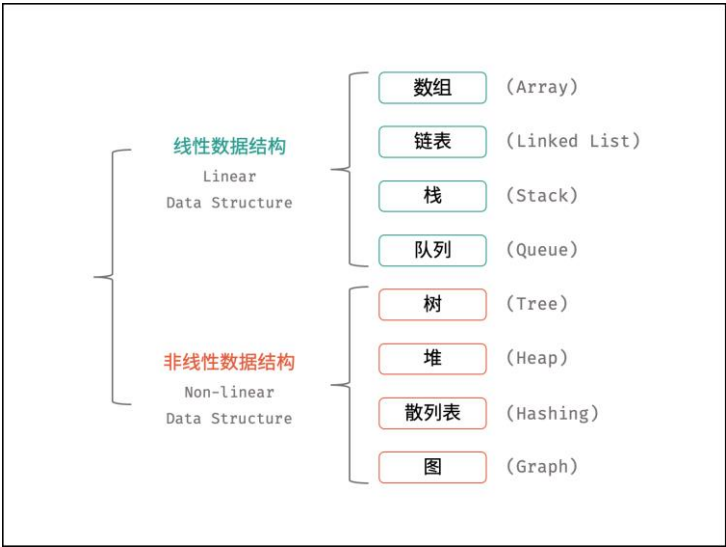 线性数据结构
Linear
Data Structure
数组 (Array)
链表 (Linked List)
栈 (Stack)
队列 (Queue)
非线性数据结构
Non-linear
Data Structure
树 (Tree)
堆 (Heap)
散列表 (Hashing)
图 (Graph)